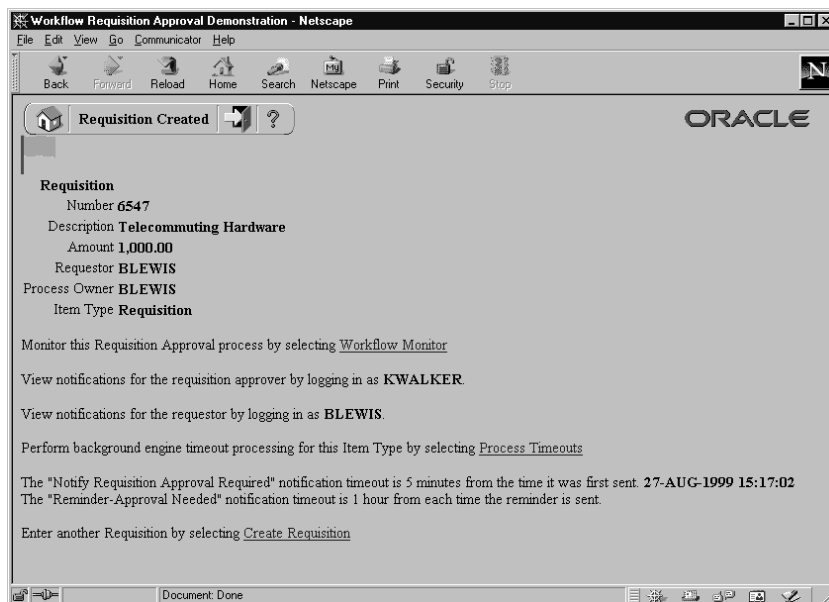 Workflow Requisition Approval Demonstration - Netscape
File Edit View Go Communicator Help
Back Forward Reload Home Search Netscape Print Security Stop
My
N
Requisition Created ?
ORACLE
Requisition
Number 6547
Description Telecommuting Hardware
Amount 1,000.00
Requestor BLEWIS
Process Owner BLEWIS
Item Type Requisition
Monitor this Requisition Approval process by selecting Workflow Monitor
View notifications for the requisition approver by logging in as KWALKER.
View notifications for the requestor by logging in as BLEWIS.
Perform background engine timeout processing for this Item Type by selecting Process Timeouts
The "Notify Requisition Approval Required" notification timeout is 5 minutes from the time it was first sent. 27-AUG-1999 15:17:02
The "Reminder-Approval Needed" notification timeout is 1 hour from each time the reminder is sent.
Enter another Requisition by selecting Create Requisition
Document: Done